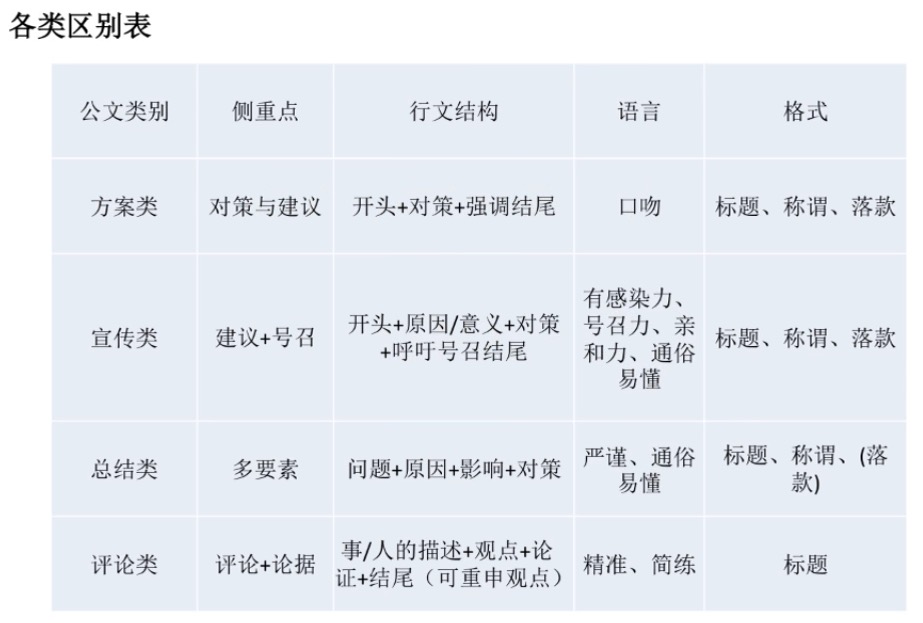 各类区别表
公文类别 侧重点 行文结构 语言 格式
方案类 对策与建议 开头+对策+强调结尾 口吻 标题、称谓、落款
宣传类 建议+号召 开头+原因/意义+对策
+呼吁号召结尾 有感染力、
号召力、亲
和力、通俗
易懂 标题、称谓、落款
总结类 多要素 问题+原因+影响+对策 严谨、通俗
易懂 标题、称谓、(落
款)
评论类 评论+论据 事/人的描述+观点+论
证+结尾（可重申观点） 精准、简练 标题